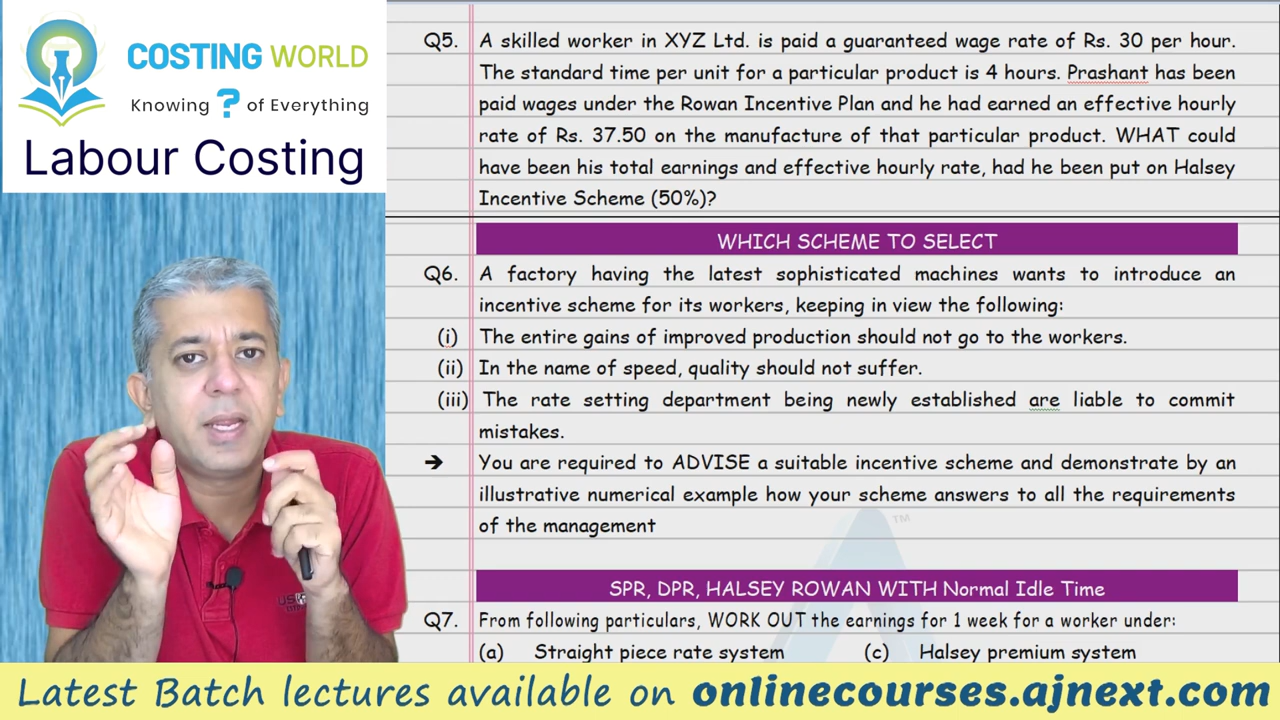 COSTING WORLD
Knowing ? of Everything
Labour Costing
Q5. A skilled worker in XYZ Ltd. is paid a guaranteed wage rate of Rs. 30 per hour.
The standard time per unit for a particular product is 4 hours. Prashant has been
paid wages under the Rowan Incentive Plan and he had earned an effective hourly
rate of Rs. 37.50 on the manufacture of that particular product. WHAT could
have been his total earnings and effective hourly rate, had he been put on Halsey
Incentive Scheme (50%)?
WHICH SCHEME TO SELECT
Q6. A factory having the latest sophisticated machines wants to introduce an
incentive scheme for its workers, keeping in view the following:
(i) The entire gains of improved production should not go to the workers.
(ii) In the name of speed, quality should not suffer.
(iii) The rate setting department being newly established are liable to commit
mistakes.
➔ You are required to ADVISE a suitable incentive scheme and demonstrate by an
illustrative numerical example how your scheme answers to all the requirements
of the management
TM
SPR, DPR, HALSEY ROWAN WITH Normal Idle Time
Q7. From following particulars, WORK OUT the earnings for 1 week for a worker under:
(a) Straight piece rate system (c) Halsey premium system
Latest Batch lectures available on onlinecourses.ajnext.com